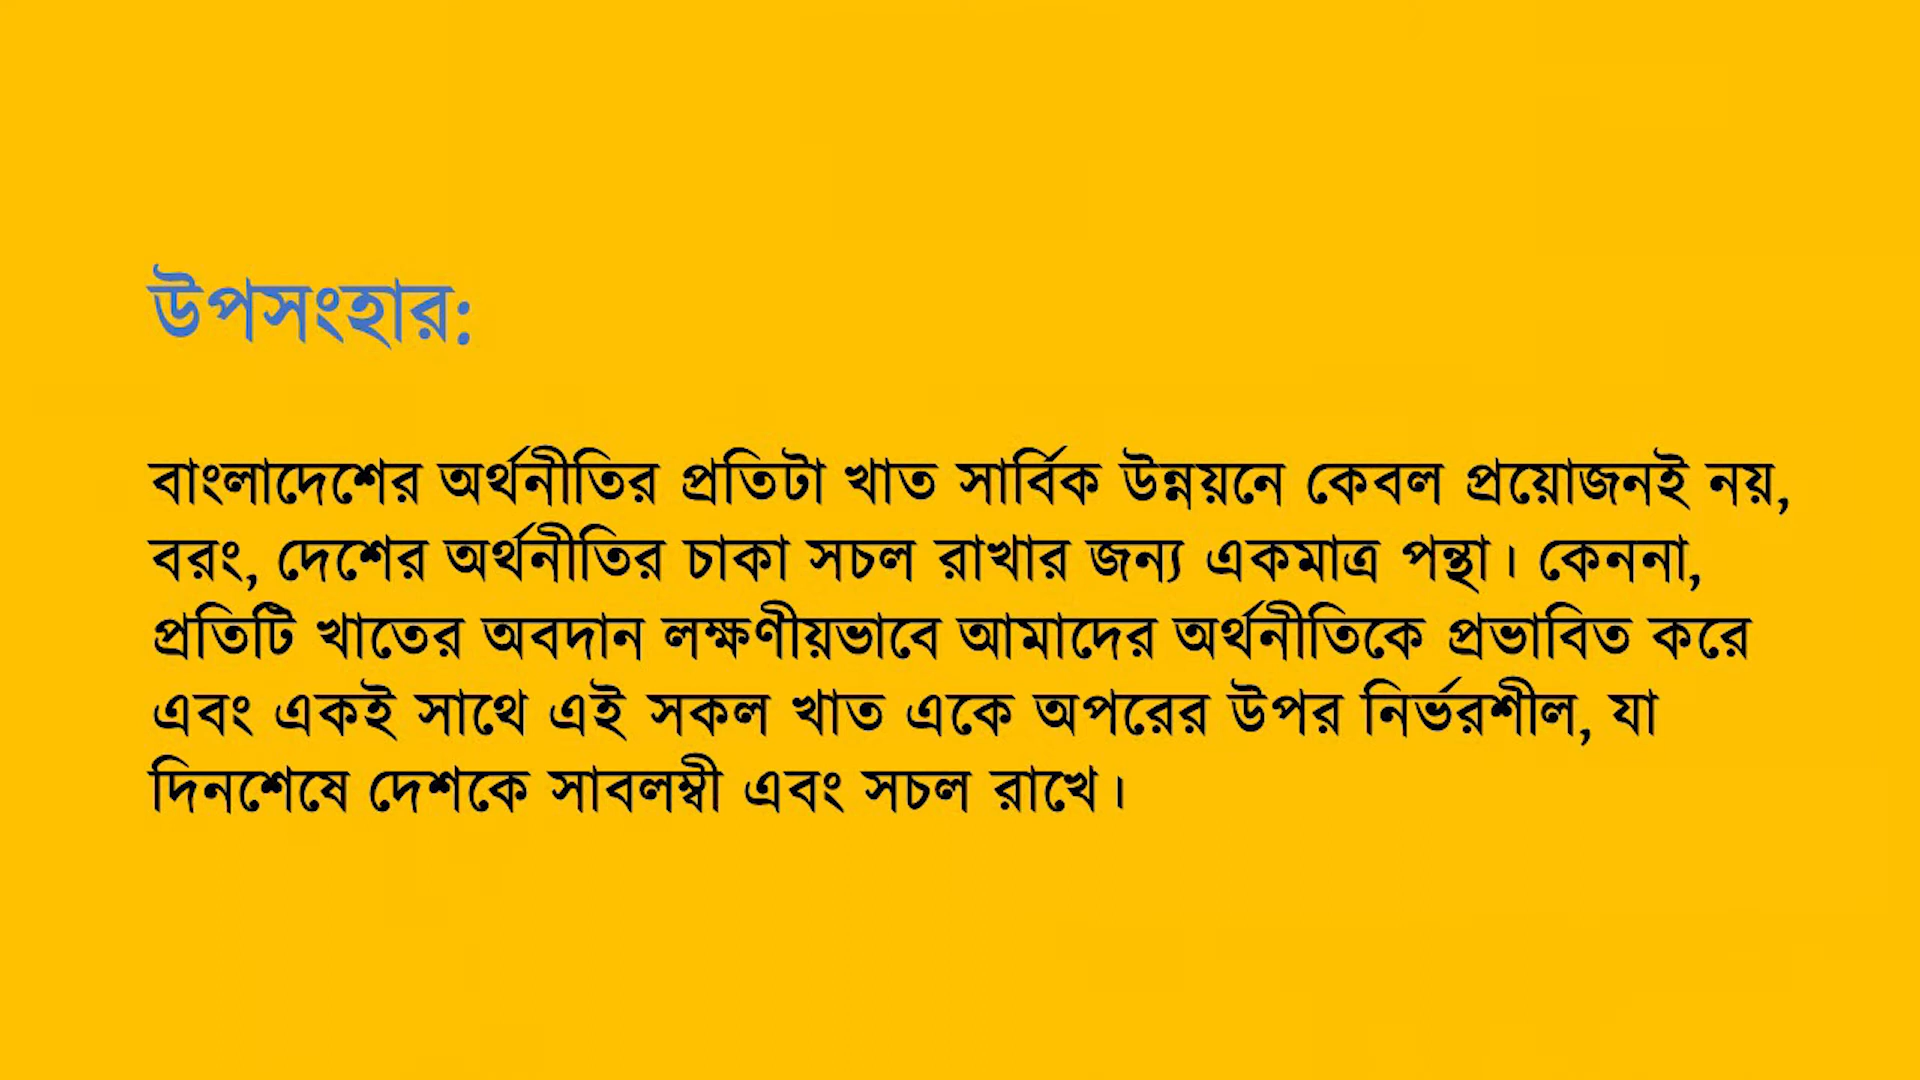 উপসংহার:
বাংলাদেশের অর্থনীতির প্রতিটা খাত সার্বিক উন্নয়নে কেবল প্রয়োজনই নয়,
বরং, দেশের অর্থনীতির চাকা সচল রাখার জন্য একমাত্র পন্থা। কেননা,
প্রতিটি খাতের অবদান লক্ষণীয়ভাবে আমাদের অর্থনীতিকে প্রভাবিত করে
এবং একই সাথে এই সকল খাত একে অপরের উপর নির্ভরশীল, যা
দিনশেষে দেশকে সাবলম্বী এবং সচল রাখে।